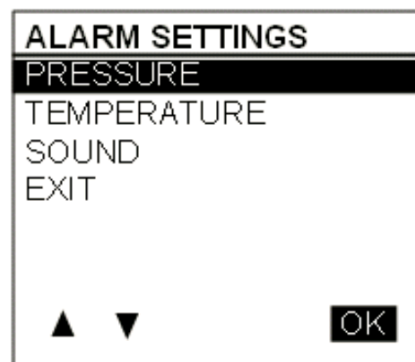 ALARM SETTINGS
PRESSURE
TEMPERATURE
SOUND
EXIT
▲ ▼ OK